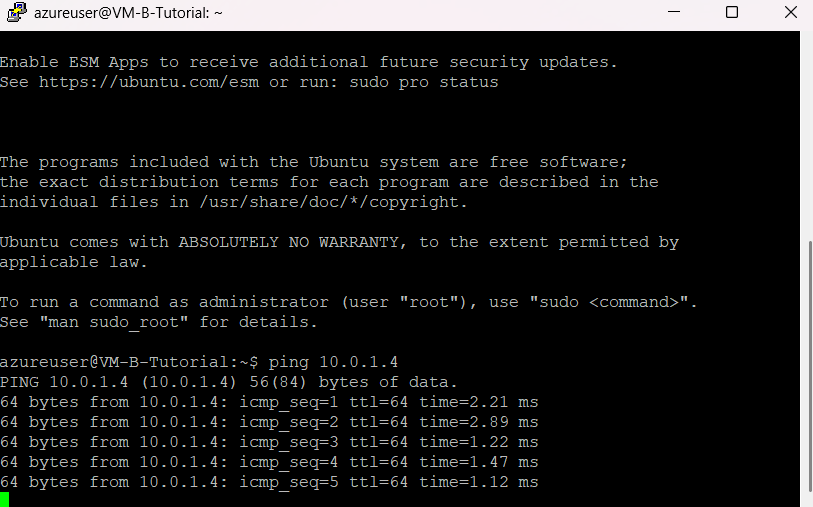 azureuser@VM-B-Tutorial: ~
Enable ESM Apps to receive additional future security updates.
See https://ubuntu.com/esm or run: sudo pro status
The programs included with the Ubuntu system are free software;
the exact distribution terms for each program are described in the
individual files in /usr/share/doc/*/copyright.
Ubuntu comes with ABSOLUTELY NO WARRANTY, to the extent permitted by
applicable law.
To run a command as administrator (user "root"), use "sudo <command>".
See "man sudo_root" for details.
azureuser@VM-B-Tutorial:~$ ping 10.0.1.4
PING 10.0.1.4 (10.0.1.4) 56(84) bytes of data.
64 bytes from 10.0.1.4: icmp_seq=1 ttl=64 time=2.21 ms
64 bytes from 10.0.1.4: icmp_seq=2 ttl=64 time=2.89 ms
64 bytes from 10.0.1.4: icmp_seq=3 ttl=64 time=1.22 ms
64 bytes from 10.0.1.4: icmp_seq=4 ttl=64 time=1.47 ms
64 bytes from 10.0.1.4: icmp_seq=5 ttl=64 time=1.12 ms